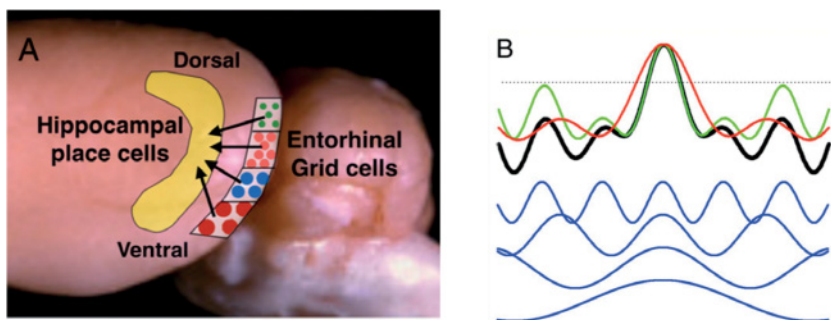 A
Dorsal
Hippocampal
place cells
Entorhinal
Grid cells
Ventral
B